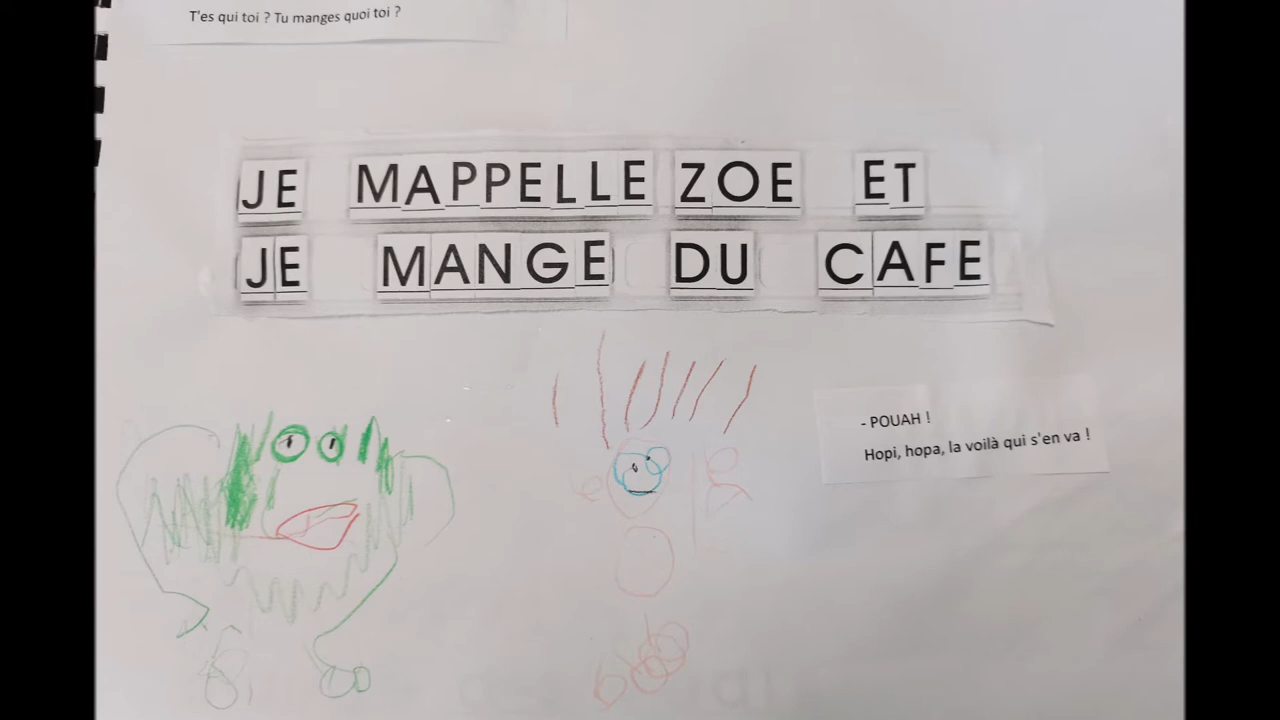 T'es qui toi ? Tu manges quoi toi ?
JE MAPPELLE ZOE ET
JE MANGE DU CAFE
- POUAH !
Hopi, hopa, la voilà qui s'en va !